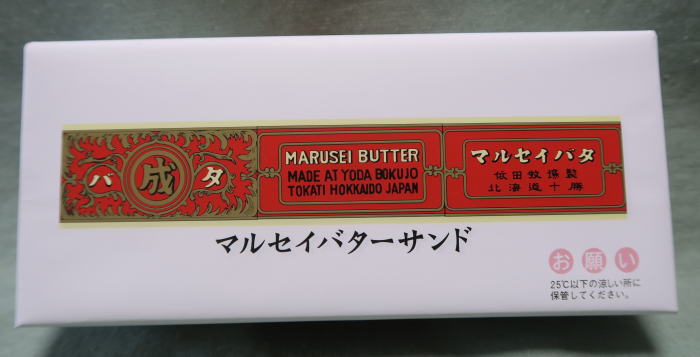 バ 成 タ
MARUSEI BUTTER
MADE AT YODA BOKUJO
TOKATI HOKKAIDO JAPAN
マルセイバタ
依田牧場製
北海道十勝
マルセイバターサンド
お願い
25℃以下の涼しい所に
保管してください。